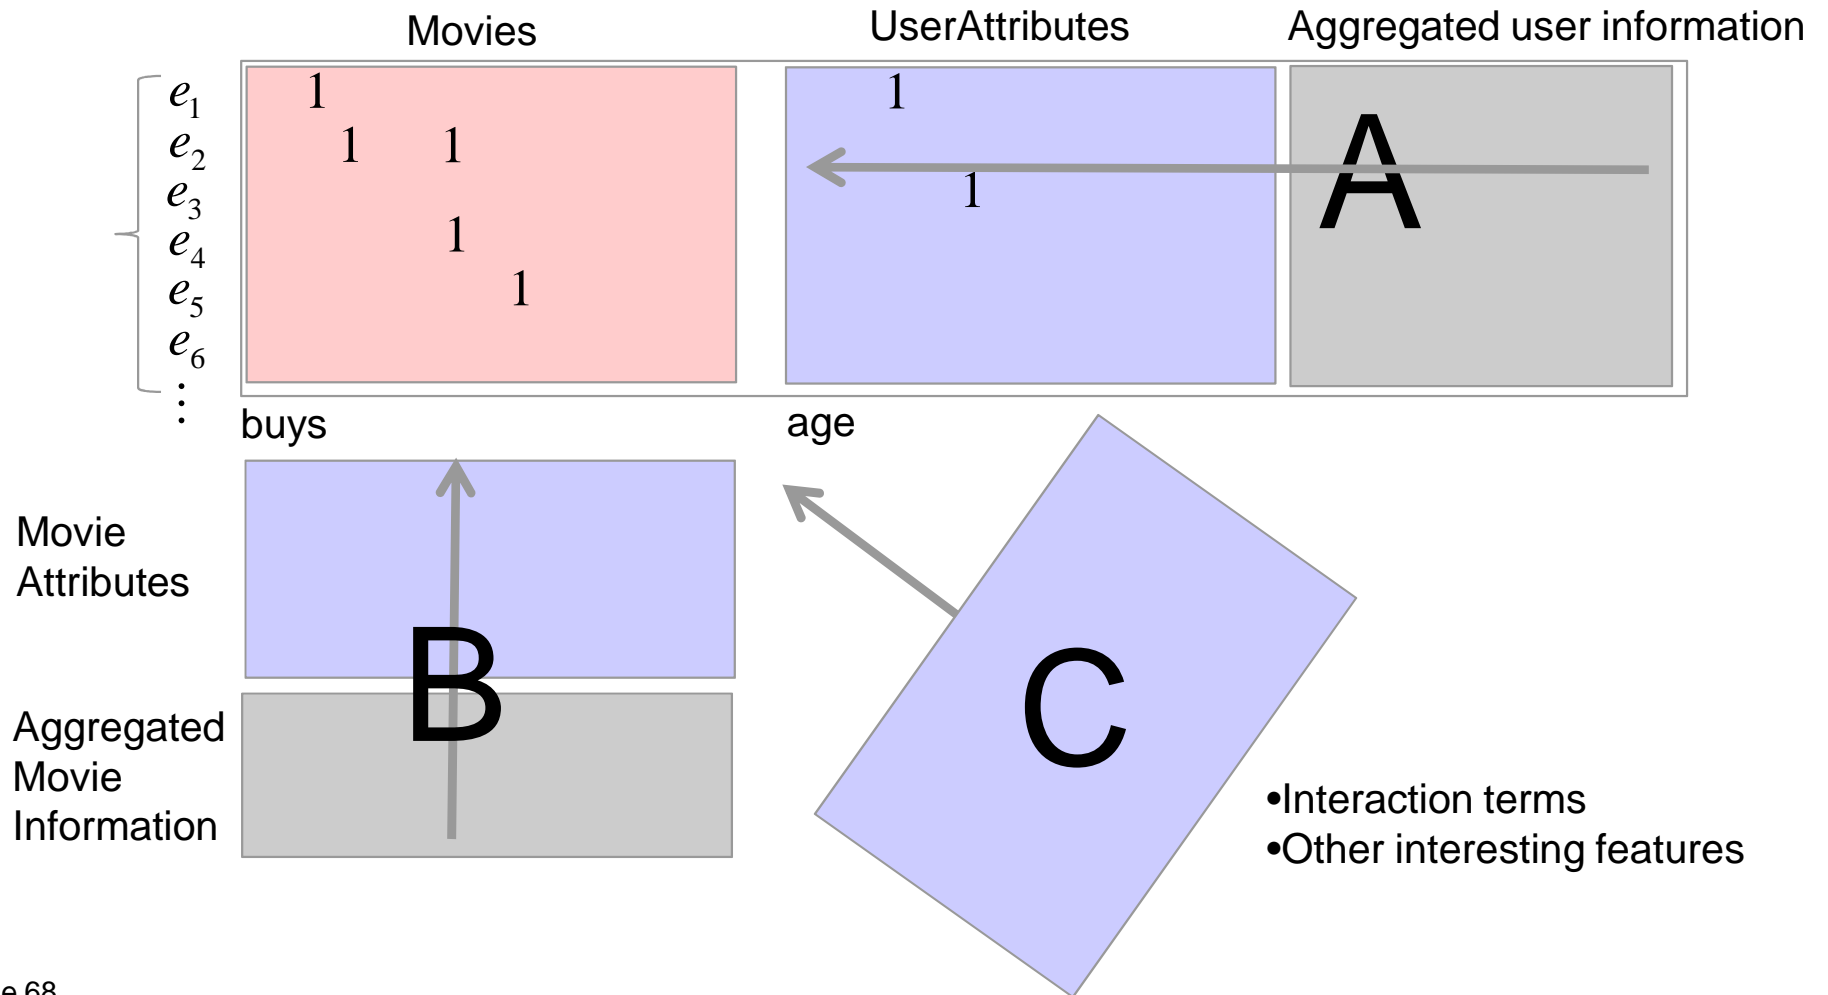 Movies UserAttributes Aggregated user information
e1 1 1
e2 1 1
A
e3 1
e4 1
e5 1
e6
⋮
buys age
Movie
Attributes
B
C
Aggregated
Movie
Information
•Interaction terms
•Other interesting features
e 68